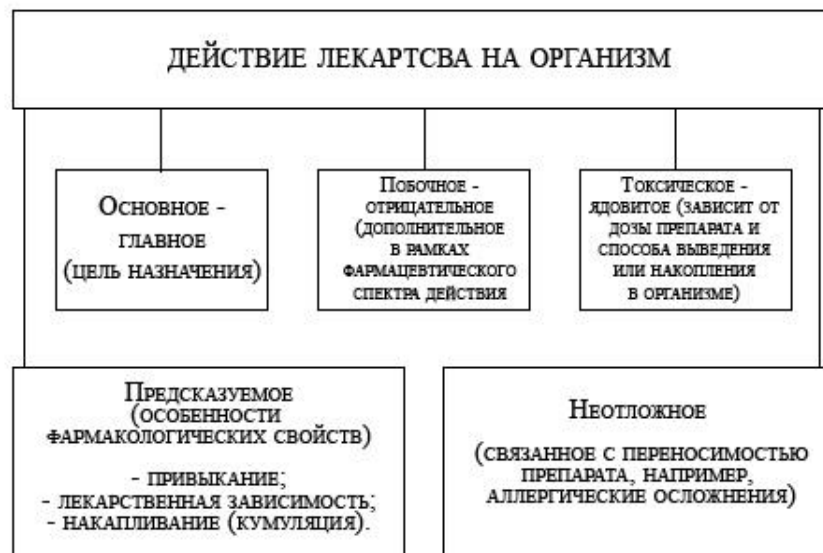 ДЕЙСТВИЕ ЛЕКАРТСВА НА ОРГАНИЗМ
ОСНОВНОЕ -
ГЛАВНОЕ
(ЦЕЛЬ НАЗНАЧЕНИЯ)
ПОБОЧНОЕ -
ОТРИЦАТЕЛЬНОЕ
(ДОПОЛНИТЕЛЬНОЕ
В РАМКАХ
ФАРМАЦЕВТИЧЕСКОГО
СПЕКТРА ДЕЙСТВИЯ
ТОКСИЧЕСКОЕ -
ЯДОВИТОЕ (ЗАВИСИТ ОТ
ДОЗЫ ПРЕПАРАТА И
СПОСОБА ВЫВЕДЕНИЯ
ИЛИ НАКОПЛЕНИЯ
В ОРГАНИЗМЕ)
ПРЕДСКАЗУЕМОЕ
(ОСОБЕННОСТИ
ФАРМАКОЛОГИЧЕСКИХ СВОЙСТВ)
- ПРИВЫКАНИЕ;
- ЛЕКАРСТВЕННАЯ ЗАВИСИМОСТЬ;
- НАКАПЛИВАНИЕ (КУМУЛЯЦИЯ).
НЕОТЛОЖНОЕ
(СВЯЗАННОЕ С ПЕРЕНОСИМОСТЬЮ
ПРЕПАРАТА, НАПРИМЕР,
АЛЛЕРГИЧЕСКИЕ ОСЛОЖНЕНИЯ)